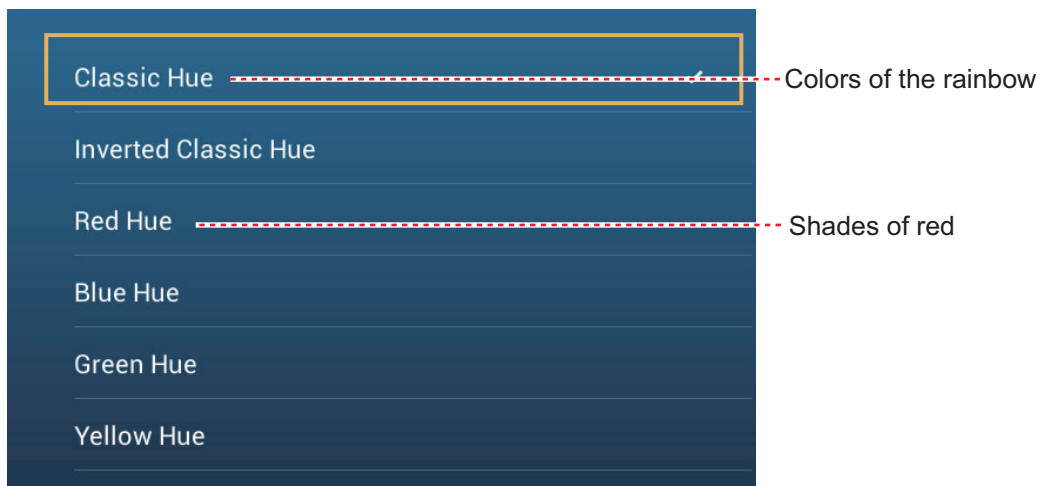 Classic Hue
Colors of the rainbow
Inverted Classic Hue
Red Hue
Shades of red
Blue Hue
Green Hue
Yellow Hue